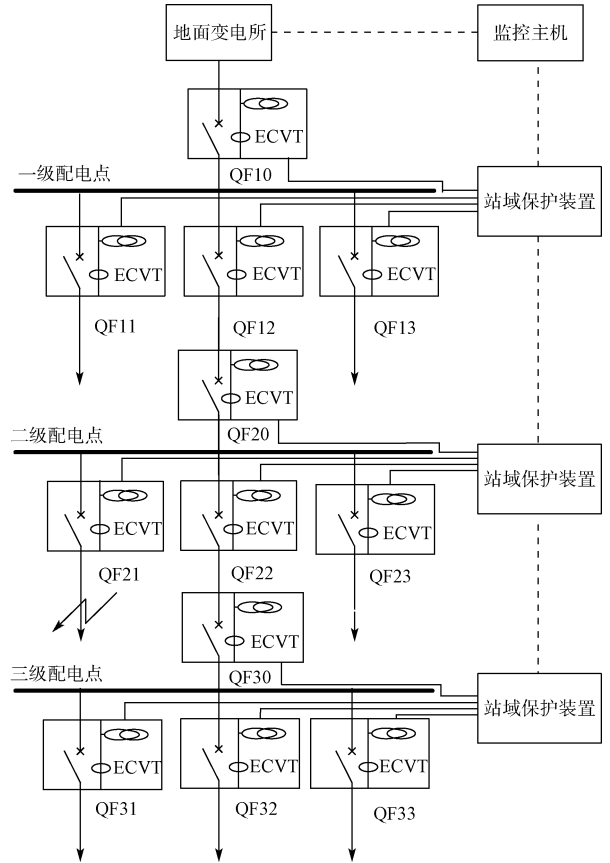 地面变电所
监控主机
ECVT
QF10
一级配电点
站域保护装置
ECVT
ECVT
ECVT
QF11
QF12
QF13
ECVT
QF20
二级配电点
站域保护装置
ECVT
ECVT
ECVT
QF21
QF22
QF23
ECVT
QF30
三级配电点
站域保护装置
ECVT
ECVT
ECVT
QF31
QF32
QF33